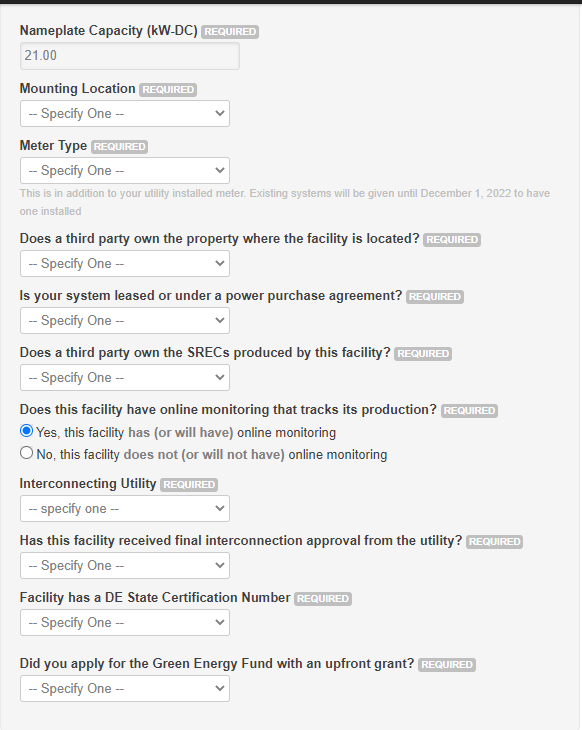 Nameplate Capacity (kW-DC) REQUIRED
21.00
Mounting Location REQUIRED
-- Specify One --
Meter Type REQUIRED
-- Specify One --
This is in addition to your utility installed meter. Existing systems will be given until December 1, 2022 to have
one installed
Does a third party own the property where the facility is located? REQUIRED
-- Specify One --
Is your system leased or under a power purchase agreement? REQUIRED
-- Specify One --
Does a third party own the SRECs produced by this facility? REQUIRED
-- Specify One --
Does this facility have online monitoring that tracks its production? REQUIRED
Yes, this facility has (or will have) online monitoring
No, this facility does not (or will not have) online monitoring
Interconnecting Utility REQUIRED
-- specify one --
Has this facility received final interconnection approval from the utility? REQUIRED
-- Specify One --
Facility has a DE State Certification Number REQUIRED
-- Specify One --
Did you apply for the Green Energy Fund with an upfront grant? REQUIRED
-- Specify One --